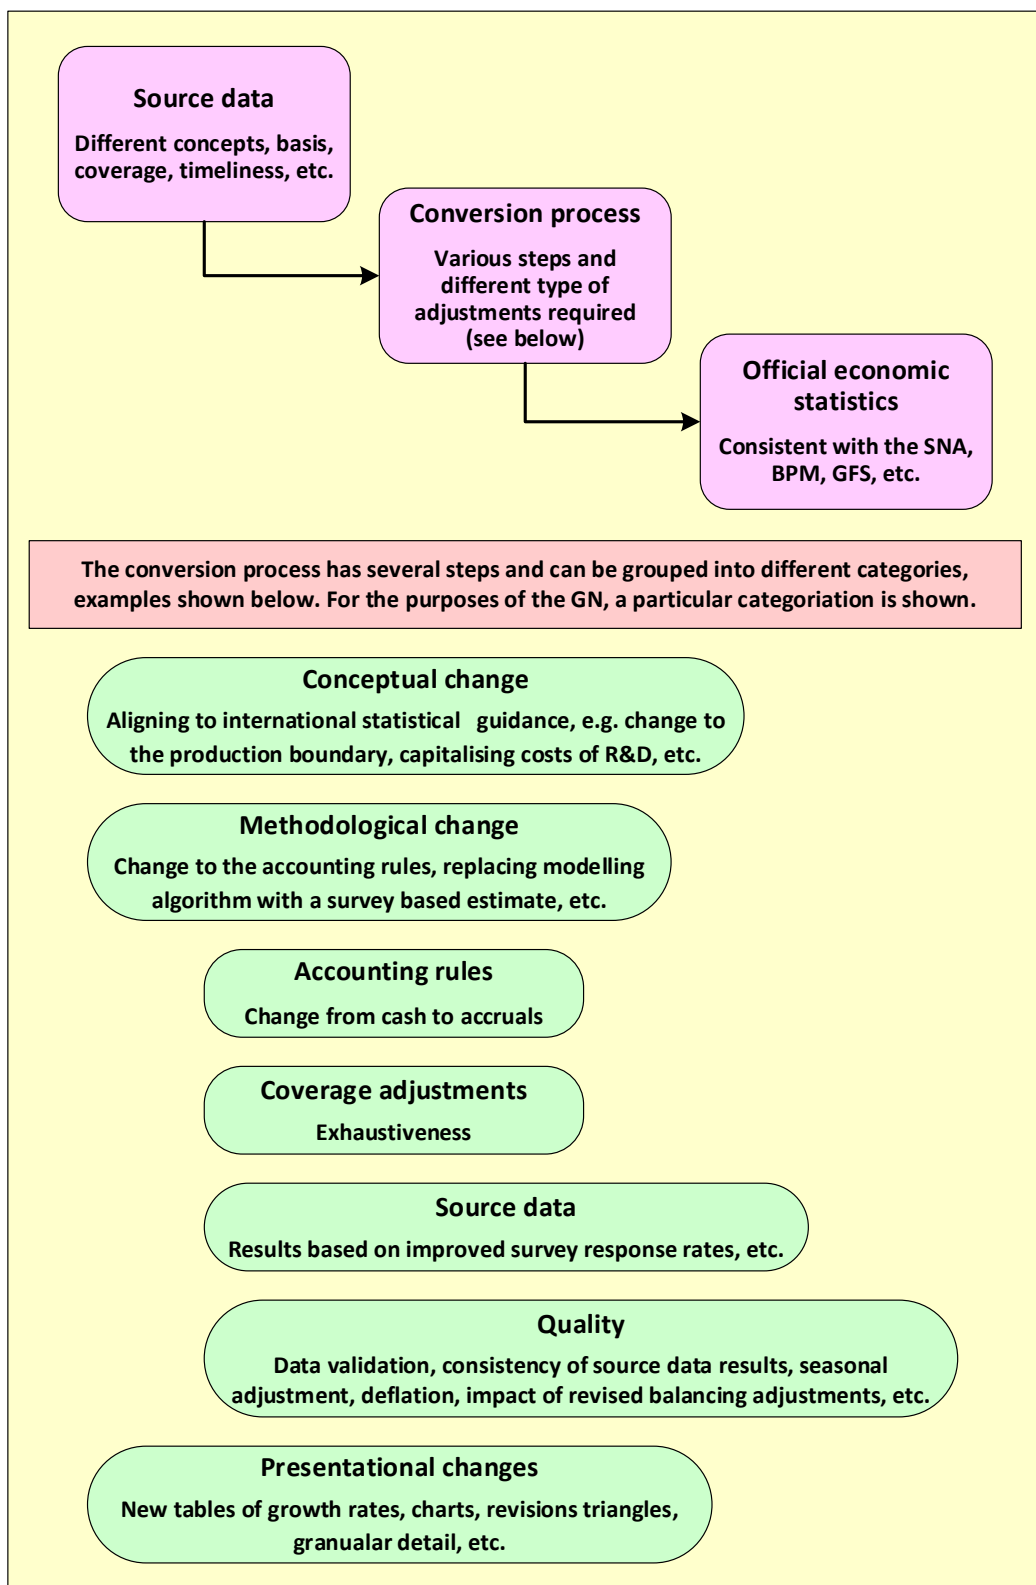 Source data
Different concepts, basis,
coverage, timeliness, etc.
Conversion process
Various steps and
different type of
adjustments required
(see below)
Official economic
statistics
Consistent with the SNA,
BPM, GFS, etc.
The conversion process has several steps and can be grouped into different categories,
examples shown below. For the purposes of the GN, a particular categoriation is shown.
Conceptual change
Aligning to international statistical guidance, e.g. change to
the production boundary, capitalising costs of R&D, etc.
Methodological change
Change to the accounting rules, replacing modelling
algorithm with a survey based estimate, etc.
Accounting rules
Change from cash to accruals
Coverage adjustments
Exhaustiveness
Source data
Results based on improved survey response rates, etc.
Quality
Data validation, consistency of source data results, seasonal
adjustment, deflation, impact of revised balancing adjustments, etc.
Presentational changes
New tables of growth rates, charts, revisions triangles,
granualar detail, etc.